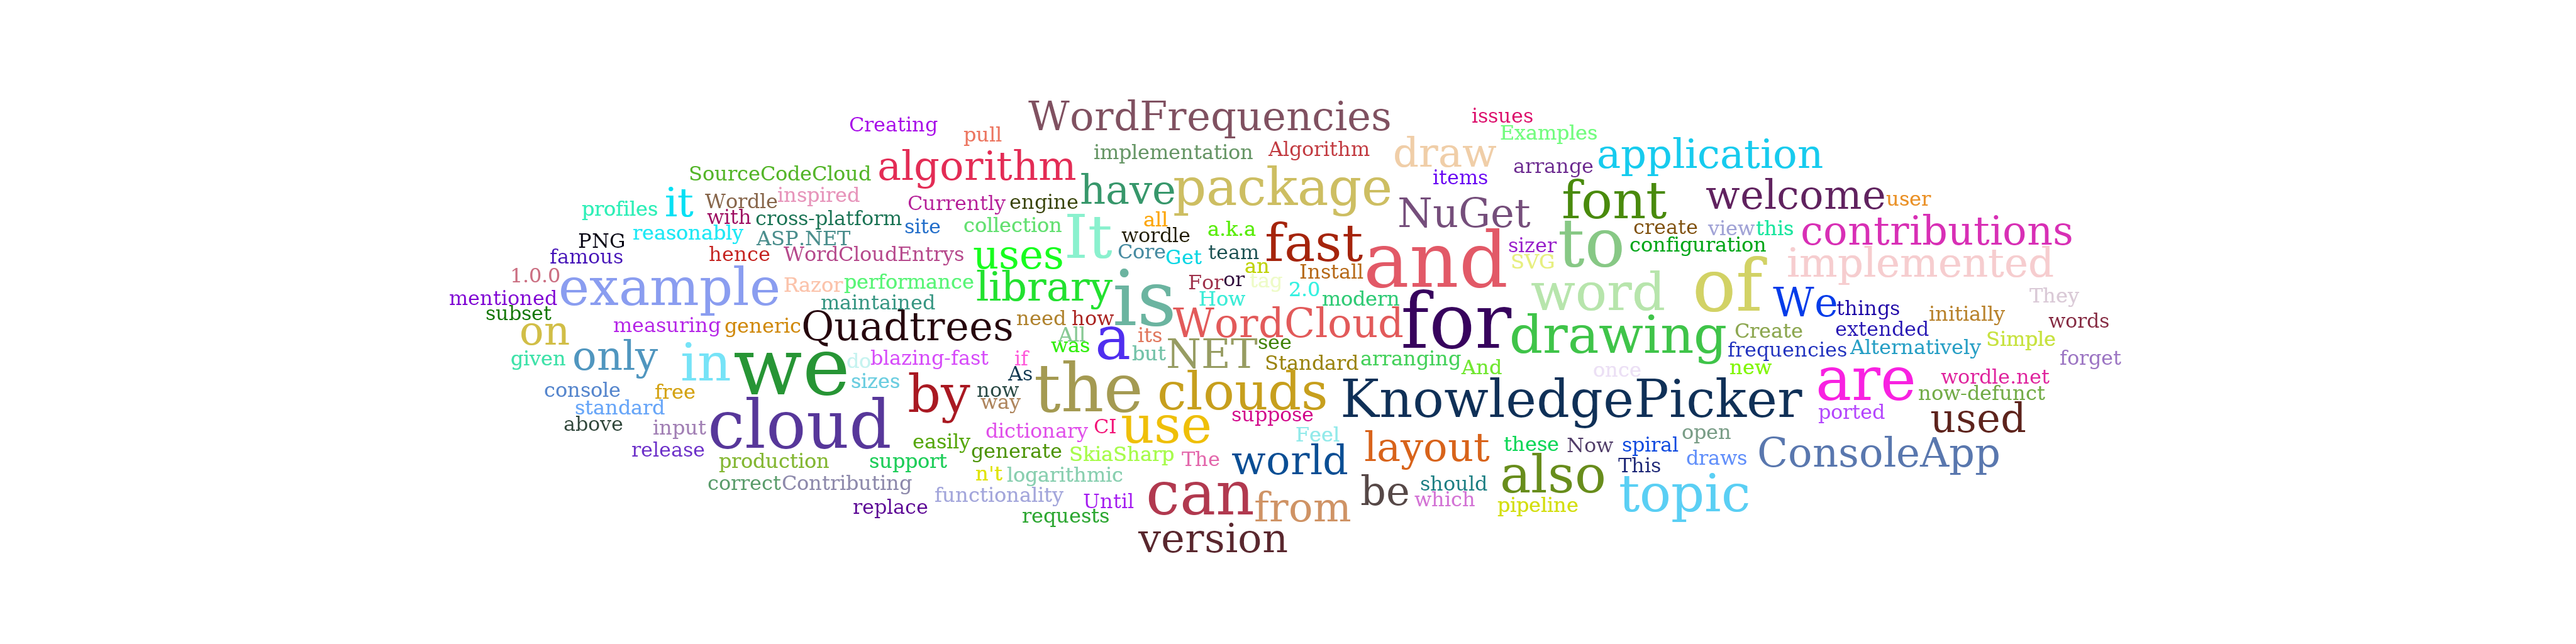 WordFrequencies
issues
Creating
Examples
pull
draw
implementation
Algorithm
application
algorithm
arrange
SourceCodeCloud
items
package
have
welcome
inspired
user
Wordle
it
font
engine
Currently
profiles
NuGet
with
cross-platform
all
site
collection
a.k.a
create
view
this
It
wordle
contributions
reasonably
ASP.NET
PNG
fast
to
sizer
configuration
Core
team
hence
WordCloudEntrys
uses
famous
Get
and
SVG
implemented
an
Install
1.0.0
example
Razor
performance
library
For
or
tag
2.0
word
of
They
mentioned
maintained
is
How
modern
We
things
subset
initially
need
how
for
on
measuring
generic
Quadtrees
WordCloud
drawing
words
Create
extended
All
its
a
see
was
but
NET
frequencies
Alternatively
Simple
given
only
in
we
do
blazing-fast
if
Standard
arranging
And
new
once
forget
As
the
clouds
KnowledgePicker
are
wordle.net
sizes
console
free
by
now
now-defunct
way
standard
ported
used
above
cloud
input
dictionary
CI
use
suppose
Feel
open
easily
layout
these
Now
spiral
release
generate
SkiaSharp
The
world
draws
ConsoleApp
production
support
This
n't
logarithmic
also
correct
Contributing
should
can
be
topic
functionality
Until
which
replace
from
pipeline
requests
version